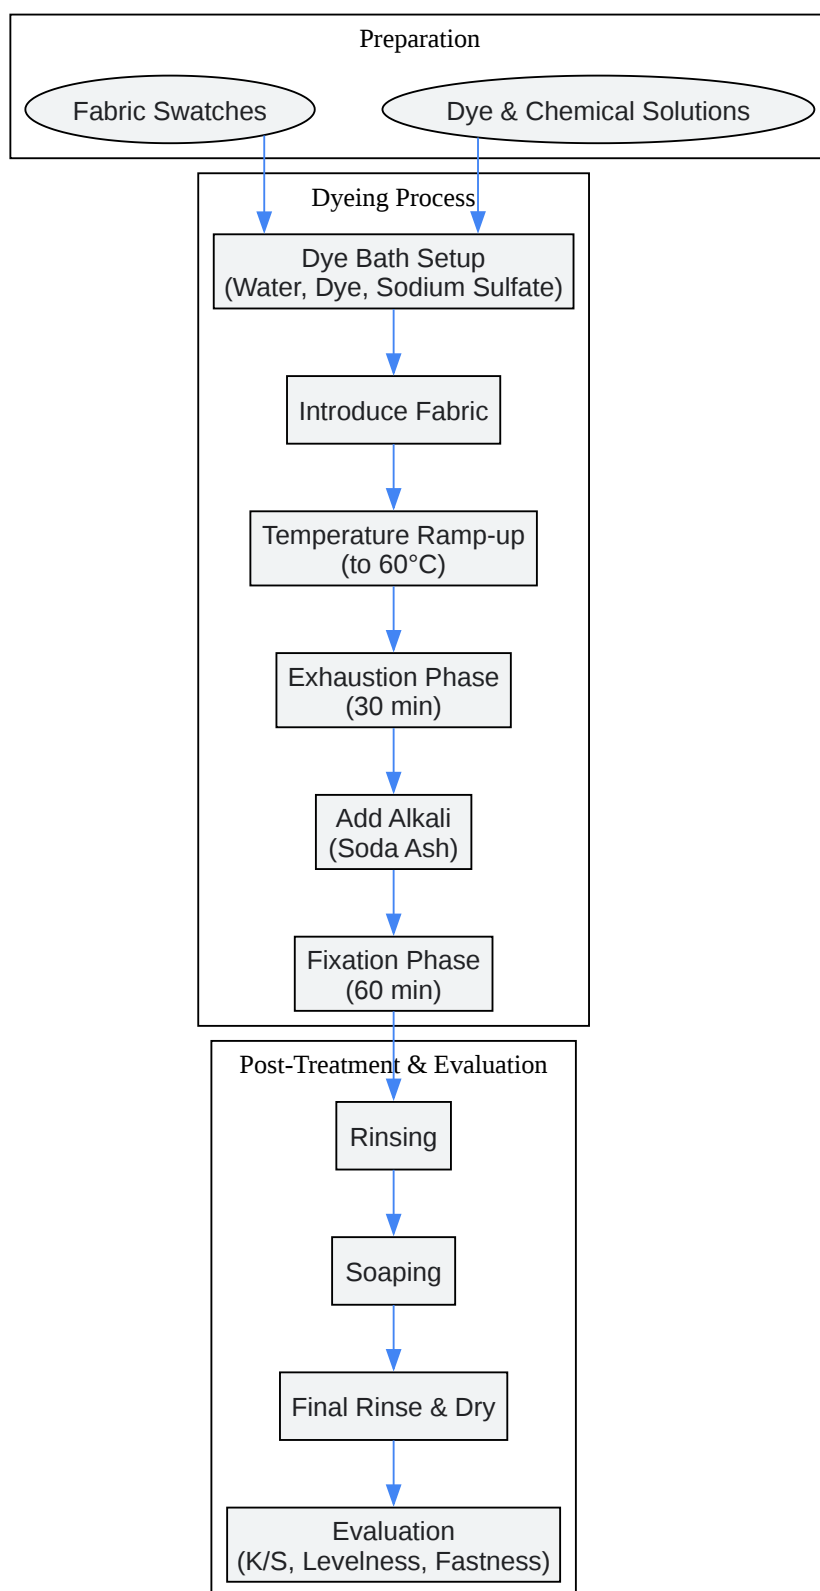 Preparation
Fabric Swatches
Dye & Chemical Solutions
Dyeing Process
Dye Bath Setup
(Water, Dye, Sodium Sulfate)
Introduce Fabric
Temperature Ramp-up
(to 60°C)
Exhaustion Phase
(30 min)
Add Alkali
(Soda Ash)
Fixation Phase
(60 min)
Post-Treatment & Evaluation
Rinsing
Soaping
Final Rinse & Dry
Evaluation
(K/S, Levelness, Fastness)